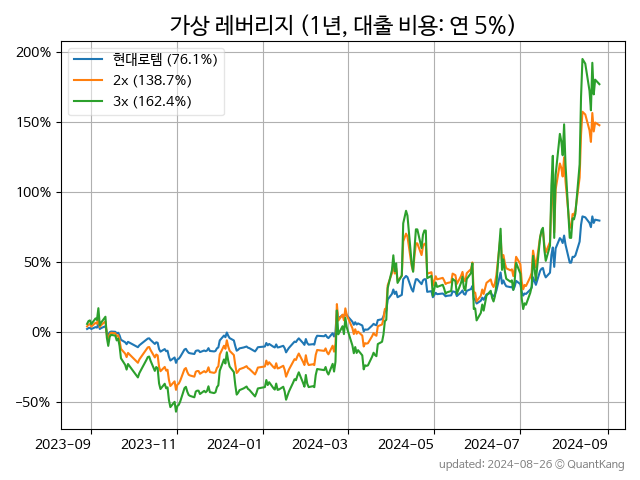 가상 레버리지 (1년, 대출 비용: 연 5%)
현대로템 (76.1%)
2x (138.7%)
3x (162.4%)
200%
150%
100%
50%
0%
−50%
2023-09 2023-11 2024-01 2024-03 2024-05 2024-07 2024-09
updated: 2024-08-26 © QuantKang